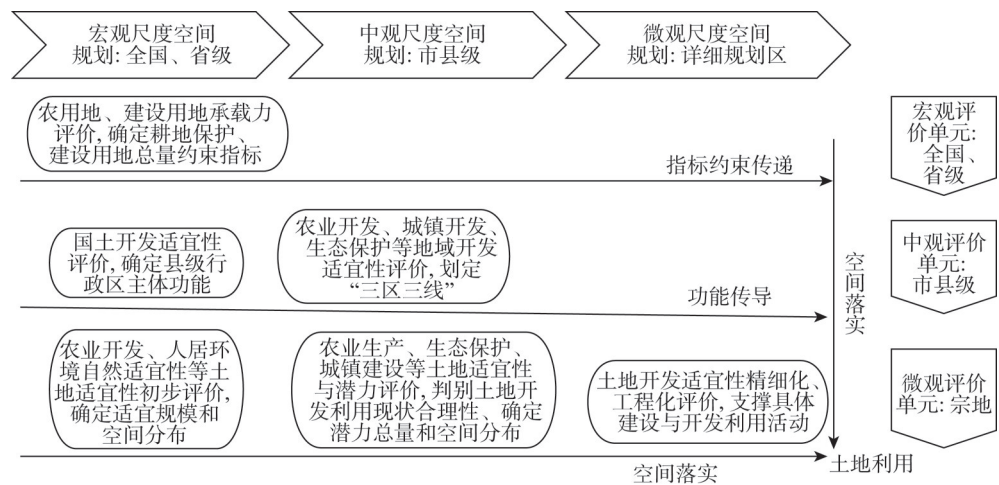 宏观尺度空间
规划: 全国、省级
中观尺度空间
规划: 市县级
微观尺度空间
规划: 详细规划区
农用地、建设用地承载力
评价, 确定耕地保护、
建设用地总量约束指标
指标约束传递
宏观评
价单元:
全国、
省级
国土开发适宜性
评价, 确定县级行
政区主体功能
农业开发、城镇开发、
生态保护等地域开发
适宜性评价, 划定
“三区三线”
功能传导
空间落实
中观评价
单元:
市县级
农业开发、人居环
境自然适宜性等土
地适宜性初步评价,
确定适宜规模和
空间分布
农业生产、生态保护、
城镇建设等土地适宜性
与潜力评价, 判别土地开
发利用现状合理性、确定
潜力总量和空间分布
土地开发适宜性精细化、
工程化评价, 支撑具体
建设与开发利用活动
微观评价
单元: 宗地
空间落实
土地利用